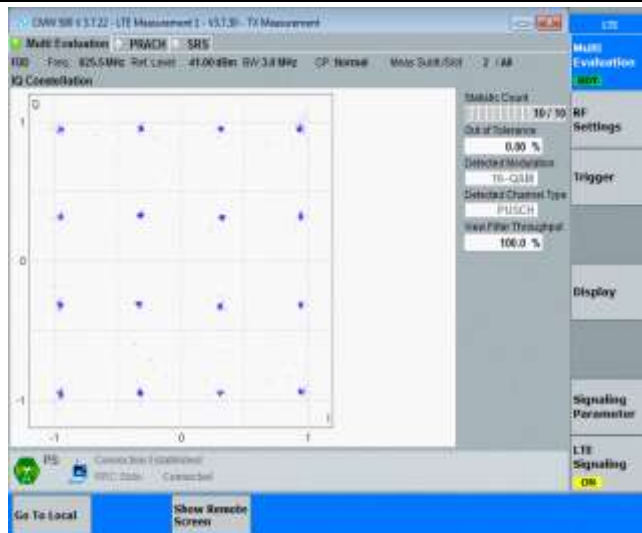 CMW 500 V 3.7.22 - LTE Measurement 1 - V3.7.30 - TX Measurement
Multi Evaluation PRACH SRS
FDD Freq.: 825.5 MHz Ref. Level: 41.00 dBm BW: 3.0 MHz CP: Normal Meas Subfr./Slot: 2 / All
IQ Constellation
Q
1
0
-1
-1 0 1
I
Statistic Count
10 / 10
Out of Tolerance
0.00 %
Detected Modulation
16-QAM
Detected Channel Type
PUSCH
View Filter Throughput
100.0 %
PS
Connection Established
RRC State Connected
Go To Local
Show Remote
Screen
LTE
Multi
Evaluation
RDY
RF
Settings
Trigger
Display
Signaling
Parameter
LTE
Signaling
ON